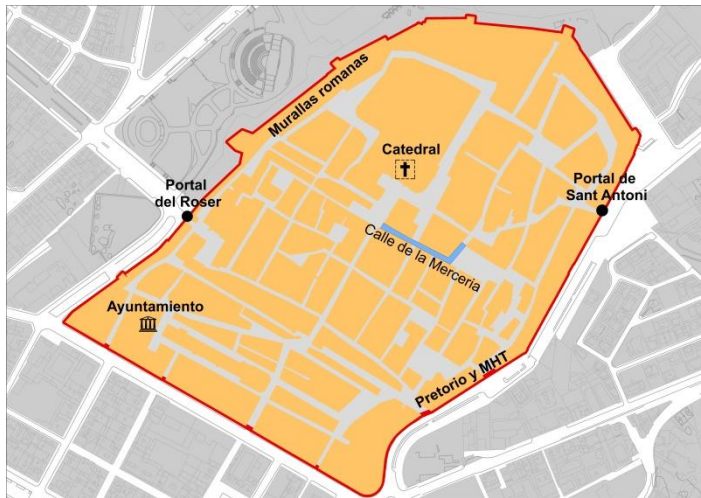 Murallas romanas
Catedral
Portal
del Roser
Portal de
Sant Antoni
Calle de la Merceria
Ayuntamiento
Pretorio y MHT